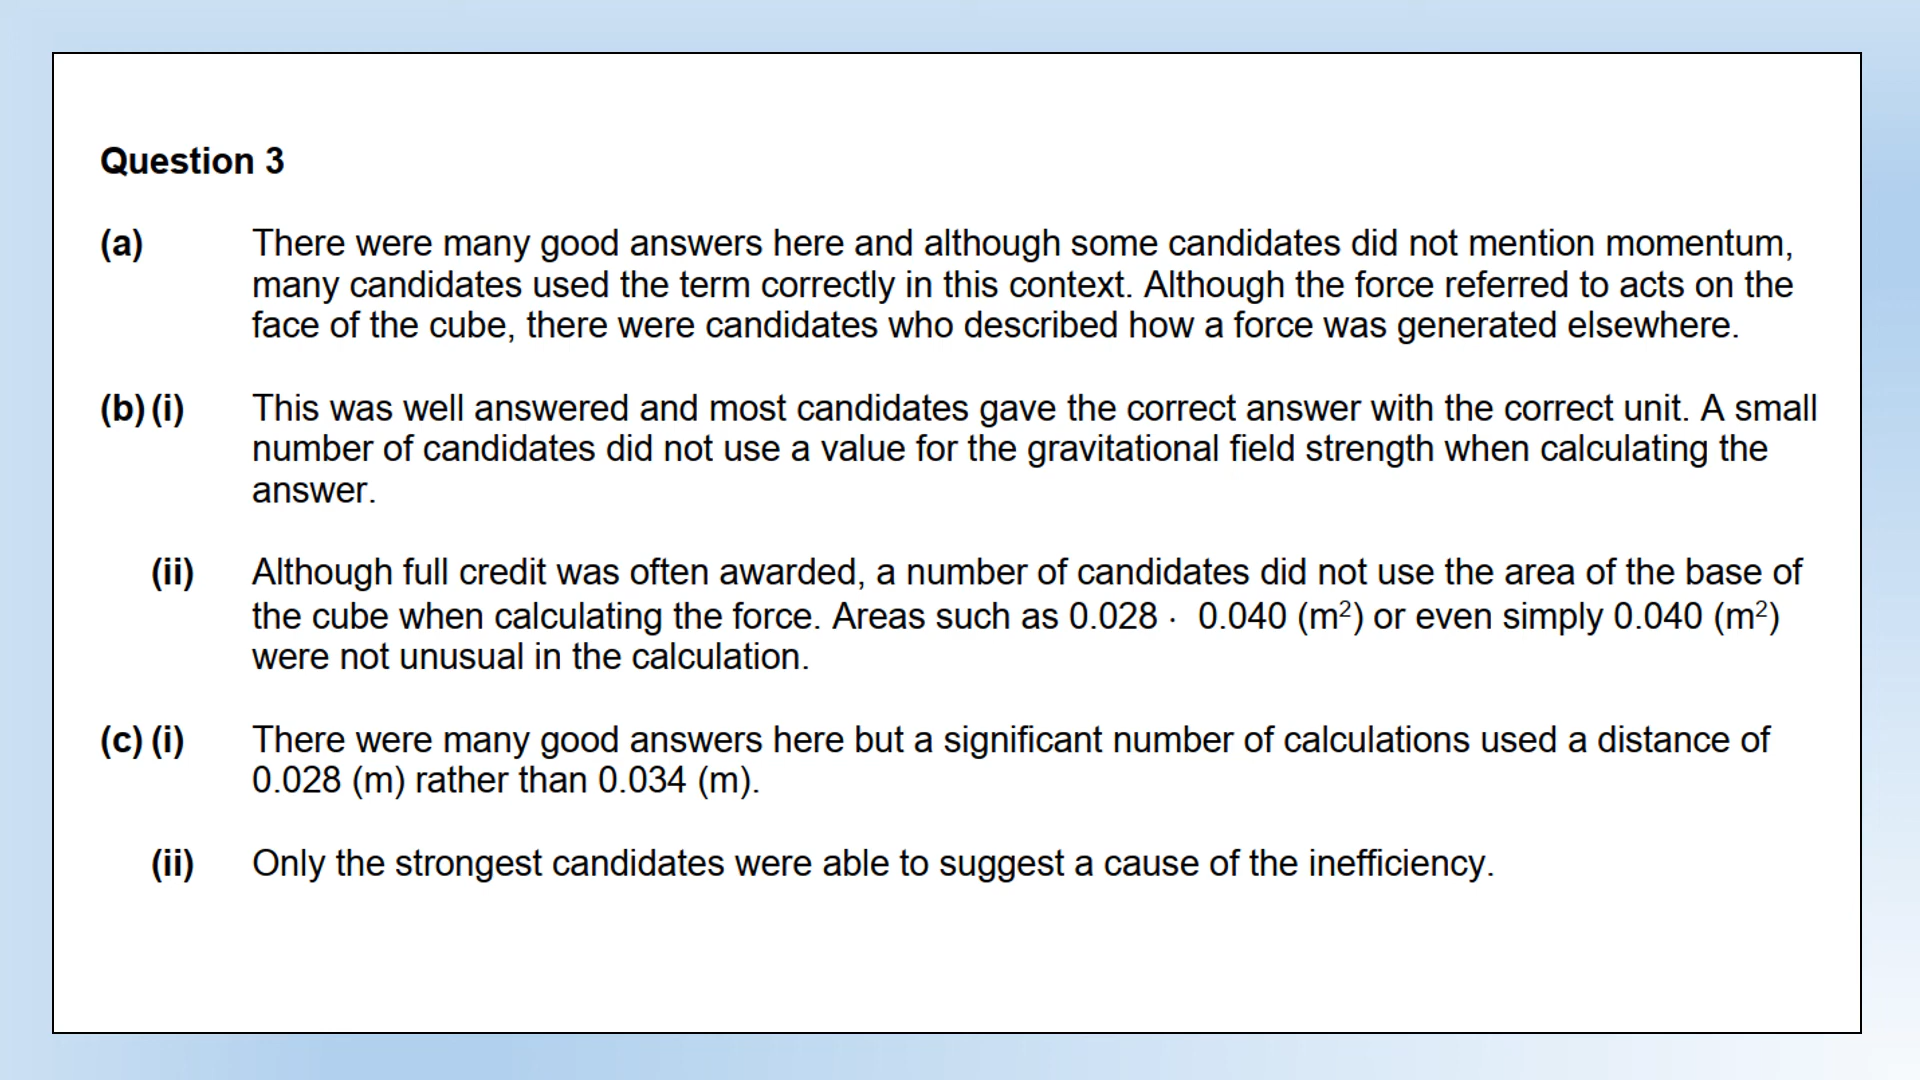 Question 3
(a) There were many good answers here and although some candidates did not mention momentum,
many candidates used the term correctly in this context. Although the force referred to acts on the
face of the cube, there were candidates who described how a force was generated elsewhere.
(b) (i) This was well answered and most candidates gave the correct answer with the correct unit. A small
number of candidates did not use a value for the gravitational field strength when calculating the
answer.
(ii) Although full credit was often awarded, a number of candidates did not use the area of the base of
the cube when calculating the force. Areas such as 0.028 · 0.040 (m²) or even simply 0.040 (m²)
were not unusual in the calculation.
(c) (i) There were many good answers here but a significant number of calculations used a distance of
0.028 (m) rather than 0.034 (m).
(ii) Only the strongest candidates were able to suggest a cause of the inefficiency.